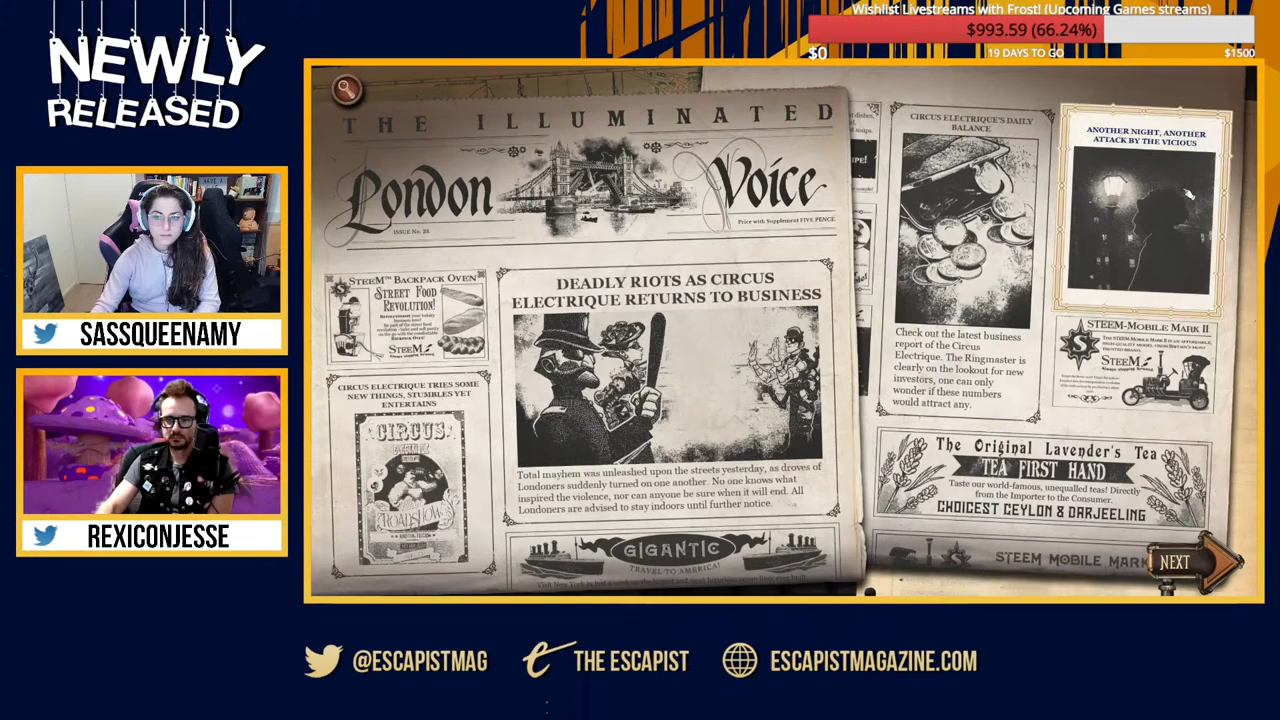 NEWLY
RELEASED
Wishlist Livestreams with Frost! (Upcoming Games streams)
$993.59 (66.24%)
$0
19 DAYS TO GO
$1500
SASSQUEENAMY
REXICONJESSE
THE ILLUMINATED
London Voice
ISSUE No. 28.
Price with Supplement FIVE PENCE
STEEM™ BACKPACK OVEN
STREET FOOD
REVOLUTION!
STEEM
DEADLY RIOTS AS CIRCUS
ELECTRIQUE RETURNS TO BUSINESS
Total mayhem was unleashed upon the streets yesterday, as droves of
Londoners suddenly turned on one another. No one knows what
inspired the violence, nor can anyone be sure when it will end. All
Londoners are advised to stay indoors until further notice.
CIRCUS ELECTRIQUE TRIES SOME
NEW THINGS, STUMBLES YET
ENTERTAINS
CIRCUS
ROADSHOW
GIGANTIC
TRAVEL TO AMERICA!
CIRCUS ELECTRIQUE'S DAILY
BALANCE
Check out the latest business
report of the Circus
Electrique. The Ringmaster is
clearly on the lookout for new
investors, one can only
wonder if these numbers
would attract any.
ANOTHER NIGHT, ANOTHER
ATTACK BY THE VICIOUS
STEEM-MOBILE MARK II
S
STEEM
The Original Lavender's Tea
TEA FIRST HAND
Taste our world-famous, unequalled teas! Directly
from the Importer to the Consumer.
CHOICEST CEYLON & DARJEELING
STEEM MOBILE MARK
NEXT
@ESCAPISTMAG
THE ESCAPIST
ESCAPISTMAGAZINE.COM